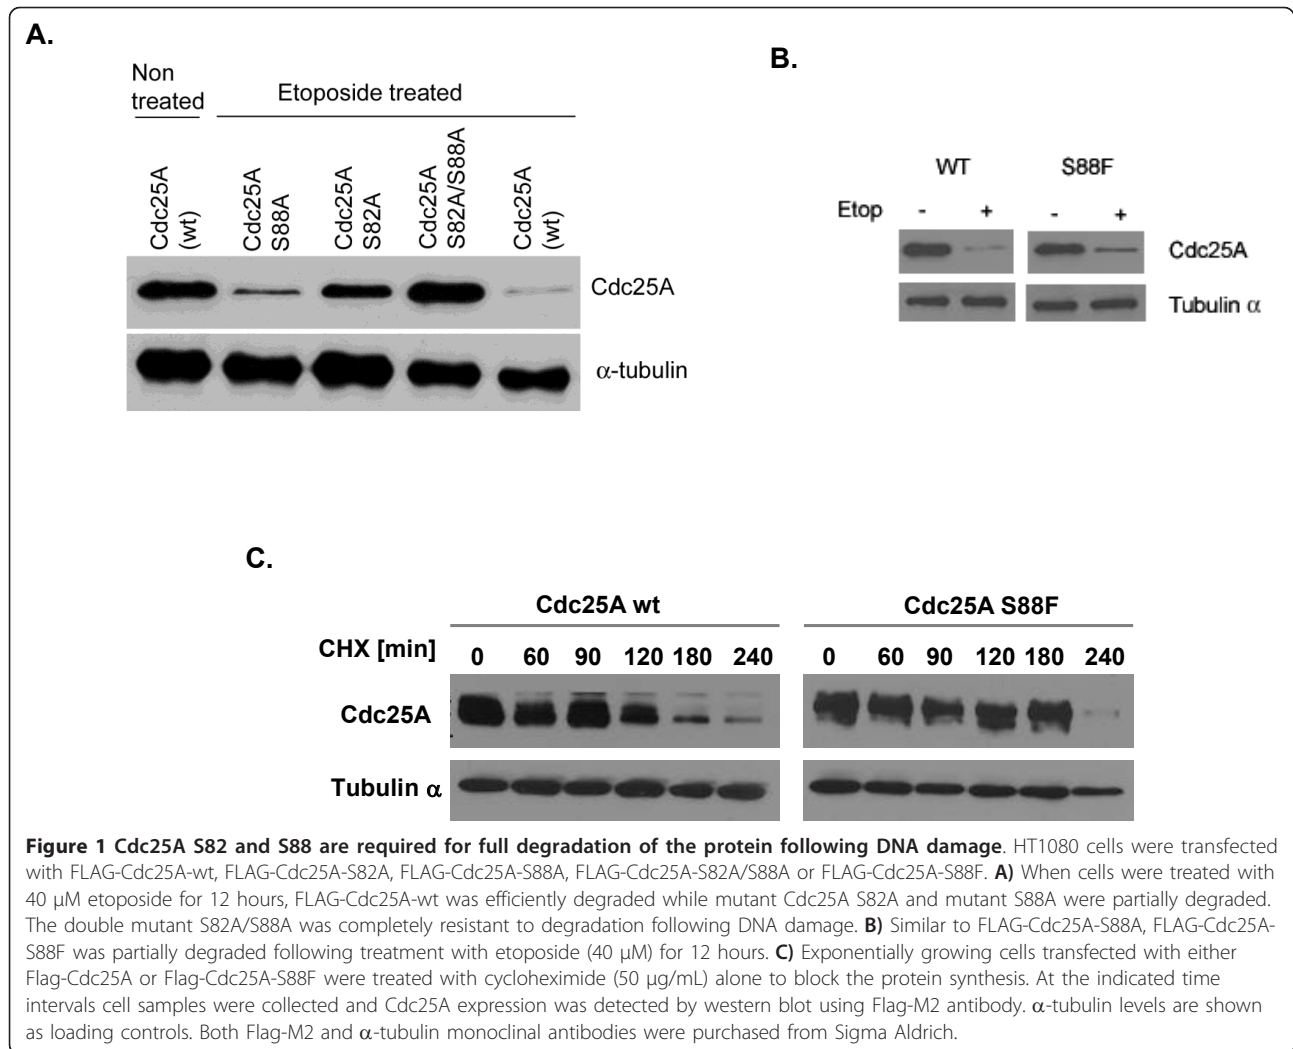 A.
Non
treated
Etoposide treated
Cdc25A
(wt)
Cdc25A
S88A
Cdc25A
S82A
Cdc25A
S82A/S88A
Cdc25A
(wt)
Cdc25A
α-tubulin
B.
WT S88F
Etop - + - +
Cdc25A
Tubulin α
C.
Cdc25A wt Cdc25A S88F
CHX [min] 0 60 90 120 180 240 0 60 90 120 180 240
Cdc25A
Tubulin α
Figure 1 Cdc25A S82 and S88 are required for full degradation of the protein following DNA damage. HT1080 cells were transfected
with FLAG-Cdc25A-wt, FLAG-Cdc25A-S82A, FLAG-Cdc25A-S88A, FLAG-Cdc25A-S82A/S88A or FLAG-Cdc25A-S88F. A) When cells were treated with
40 μM etoposide for 12 hours, FLAG-Cdc25A-wt was efficiently degraded while mutant Cdc25A S82A and mutant S88A were partially degraded.
The double mutant S82A/S88A was completely resistant to degradation following DNA damage. B) Similar to FLAG-Cdc25A-S88A, FLAG-Cdc25A-
S88F was partially degraded following treatment with etoposide (40 μM) for 12 hours. C) Exponentially growing cells transfected with either
Flag-Cdc25A or Flag-Cdc25A-S88F were treated with cycloheximide (50 μg/mL) alone to block the protein synthesis. At the indicated time
intervals cell samples were collected and Cdc25A expression was detected by western blot using Flag-M2 antibody. α-tubulin levels are shown
as loading controls. Both Flag-M2 and α-tubulin monoclinal antibodies were purchased from Sigma Aldrich.